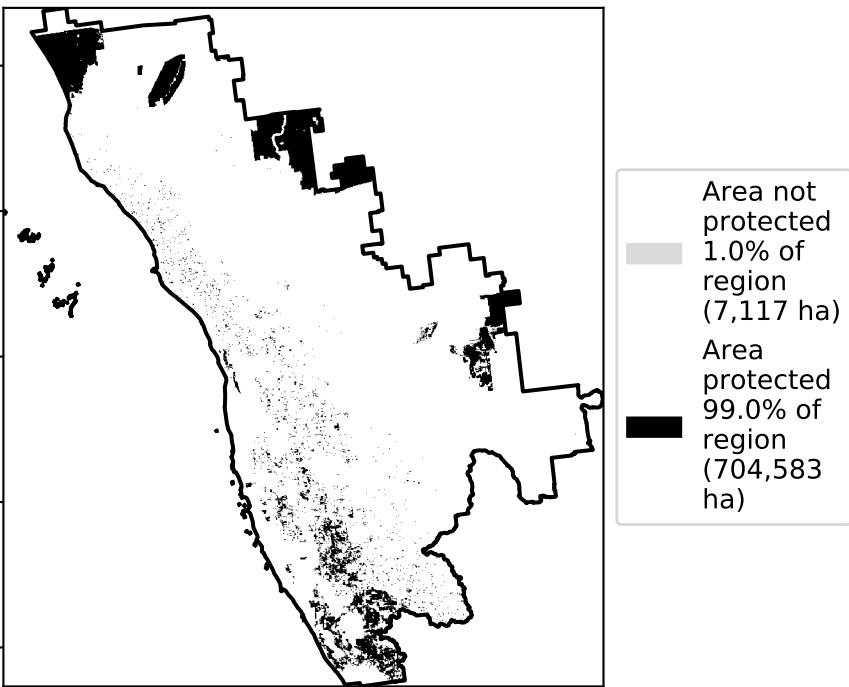 Area not
protected
1.0% of
region
(7,117 ha)
Area
protected
99.0% of
region
(704,583
ha)